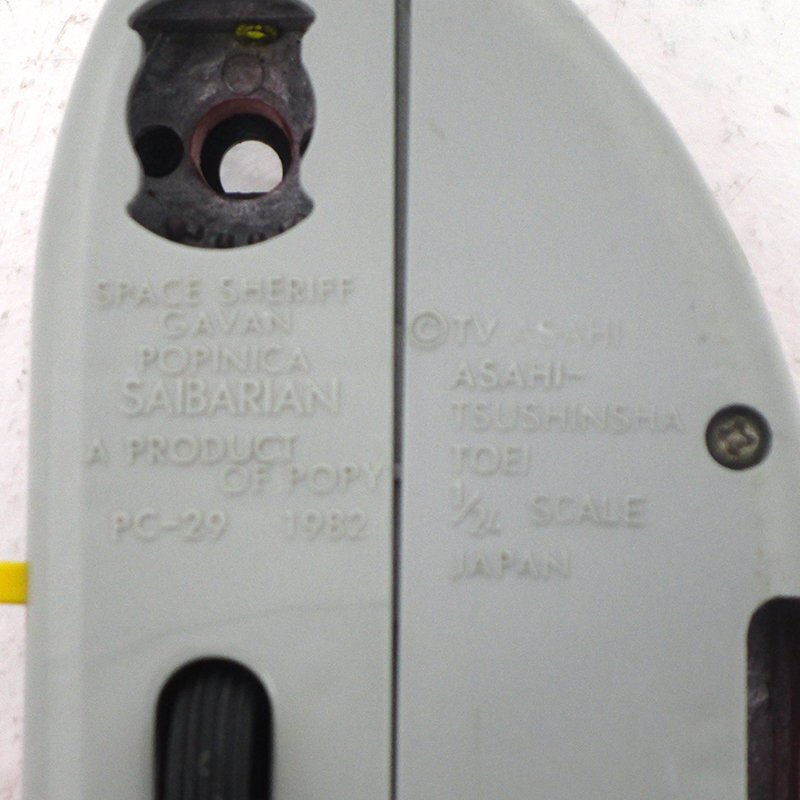 SPACE SHERIFF
GAVAN
POPINICA
SAIBARIAN
A PRODUCT
OF POPY
PC-29 1982
©TV ASAHI
ASAHI-
TSUSHINSHA
TOEI
1/24 SCALE
JAPAN